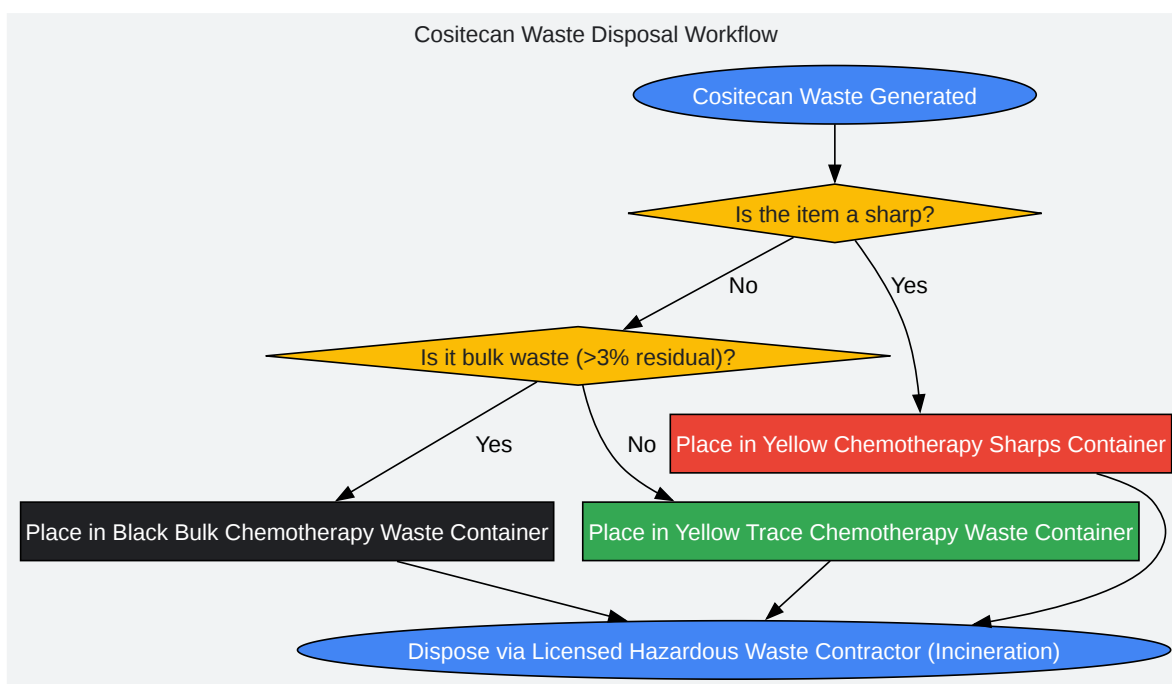 Cositecan Waste Disposal Workflow
Cositecan Waste Generated
Is the item a sharp?
No
Yes
Is it bulk waste (>3% residual)?
Yes
No
Place in Yellow Chemotherapy Sharps Container
Place in Black Bulk Chemotherapy Waste Container
Place in Yellow Trace Chemotherapy Waste Container
Dispose via Licensed Hazardous Waste Contractor (Incineration)